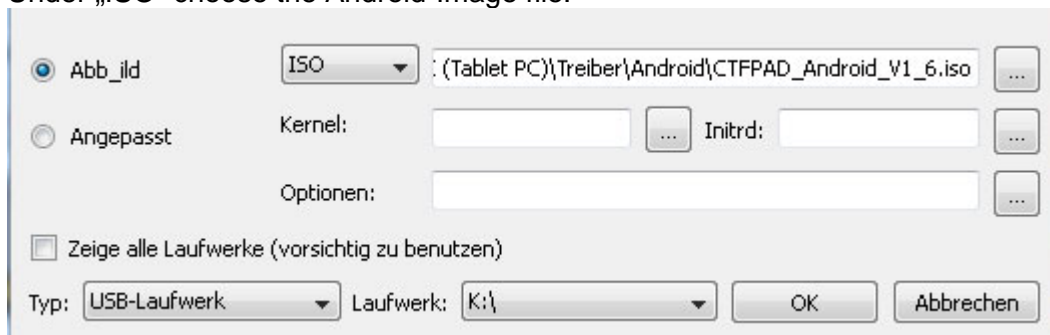 Under „ISO“ choose the Android-Image file:
Abb_ild ISO : (Tablet PC)\Treiber\Android\CTFPAD_Android_V1_6.iso ...
Angepasst Kernel: ... Initrd: ...
Optionen: ...
Zeige alle Laufwerke (vorsichtig zu benutzen)
Typ: USB-Laufwerk Laufwerk: K:\ OK Abbrechen